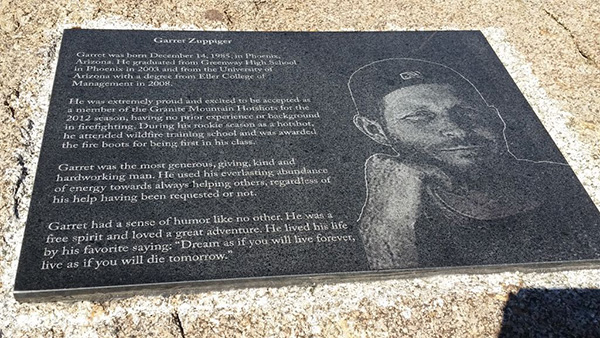 Garret Zuppiger
Garret was born December 14, 1985, in Phoenix,
Arizona. He graduated from Greenway High School
in Phoenix in 2003 and from the University of
Arizona with a degree from Eller College of
Management in 2008.
He was extremely proud and excited to be accepted as
a member of the Granite Mountain Hotshots for the
2012 season, having no prior experience or background
in firefighting. During his rookie season as a hotshot,
he attended wildfire training school and was awarded
the fire boots for being first in his class.
Garret was the most generous, giving, kind and
hardworking man. He used his everlasting abundance
of energy towards always helping others, regardless of
his help having been requested or not.
Garret had a sense of humor like no other. He was a
free spirit and loved a great adventure. He lived his life
by his favorite saying: “Dream as if you will live forever,
live as if you will die tomorrow.”